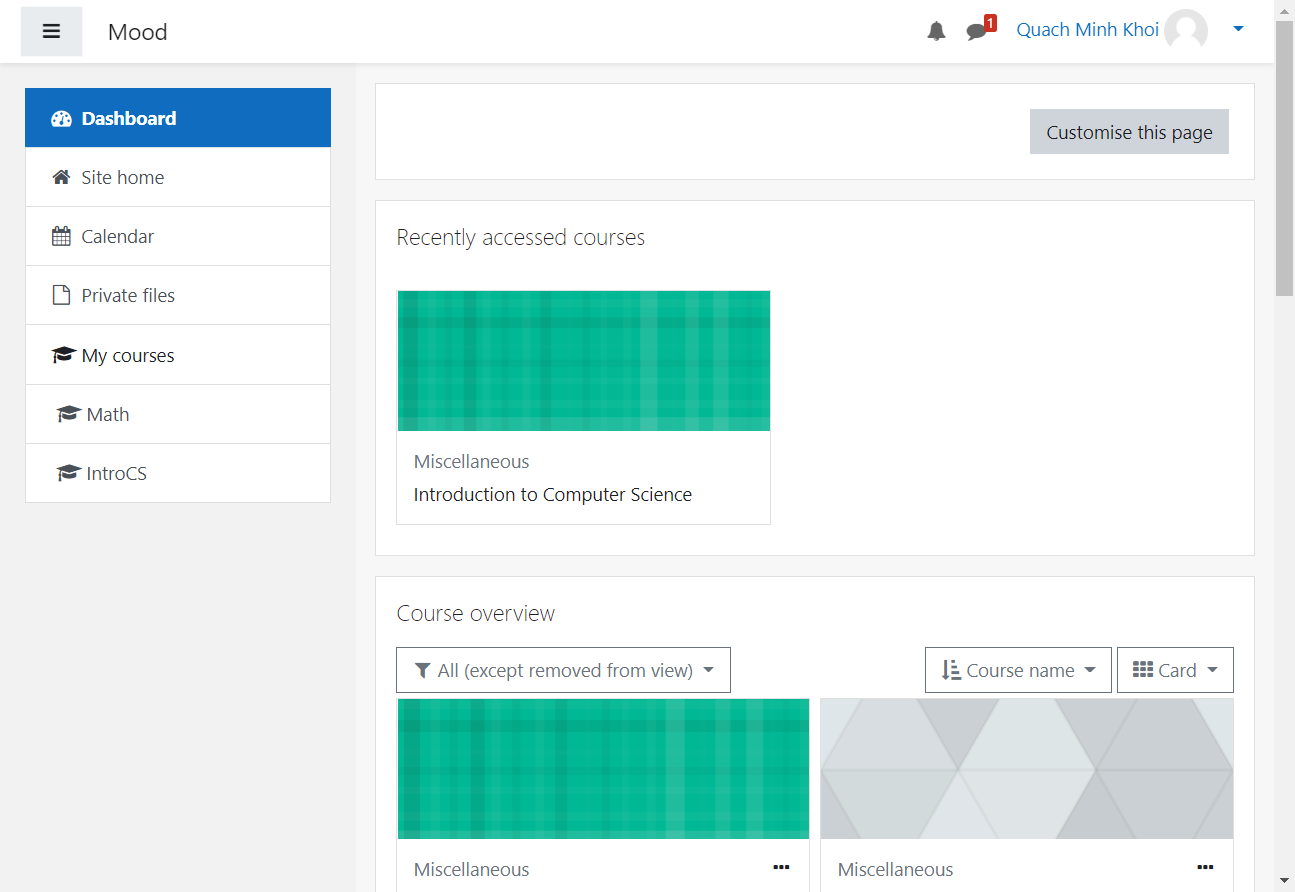 Mood
1
Quach Minh Khoi
Dashboard
Site home
Calendar
Private files
My courses
Math
IntroCS
Customise this page
Recently accessed courses
Miscellaneous
Introduction to Computer Science
Course overview
All (except removed from view)
Course name
Card
Miscellaneous
Miscellaneous